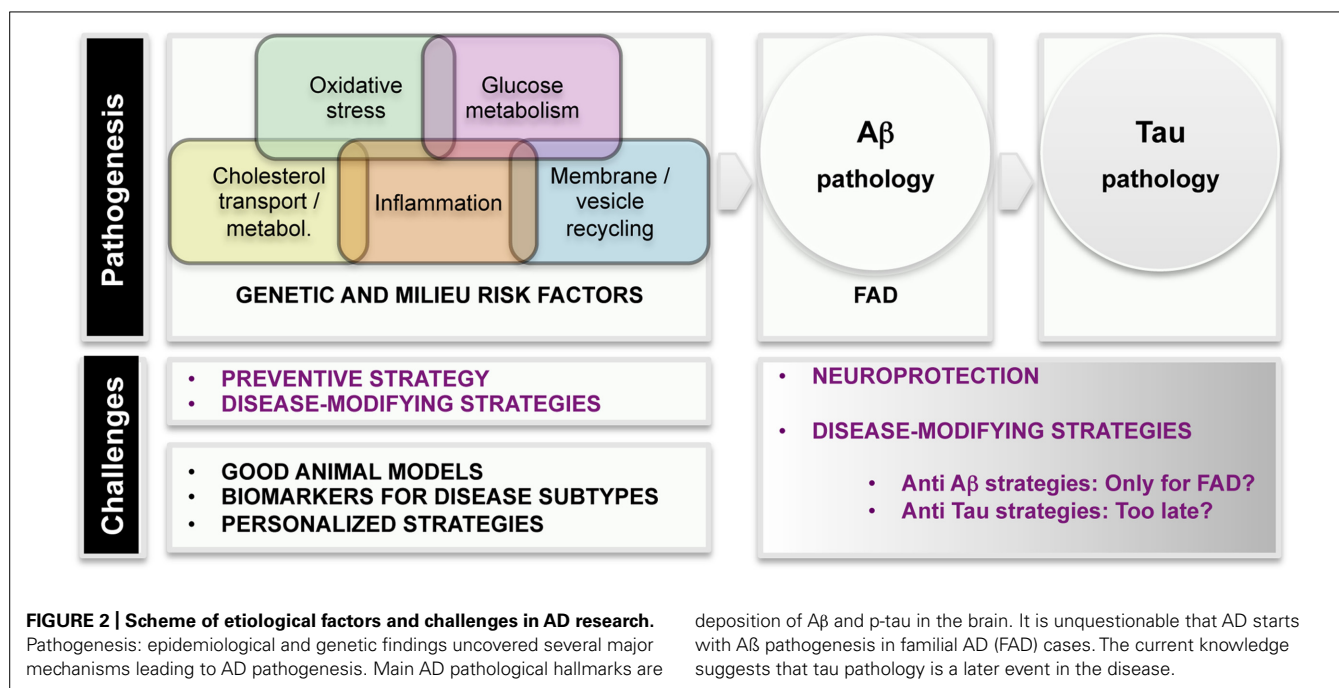 Pathogenesis
Oxidative
stress
Glucose
metabolism
Cholesterol
transport /
metabol.
Inflammation
Membrane /
vesicle
recycling
GENETIC AND MILIEU RISK FACTORS
Aβ
pathology
FAD
Tau
pathology
Challenges
• PREVENTIVE STRATEGY
• DISEASE-MODIFYING STRATEGIES
• GOOD ANIMAL MODELS
• BIOMARKERS FOR DISEASE SUBTYPES
• PERSONALIZED STRATEGIES
• NEUROPROTECTION
• DISEASE-MODIFYING STRATEGIES
• Anti Aβ strategies: Only for FAD?
• Anti Tau strategies: Too late?
FIGURE 2 | Scheme of etiological factors and challenges in AD research.
Pathogenesis: epidemiological and genetic findings uncovered several major
mechanisms leading to AD pathogenesis. Main AD pathological hallmarks are
deposition of Aβ and p-tau in the brain. It is unquestionable that AD starts
with Aß pathogenesis in familial AD (FAD) cases. The current knowledge
suggests that tau pathology is a later event in the disease.